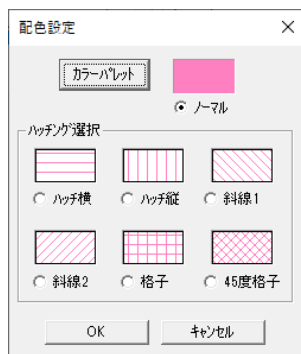 配色設定
カラーパレット
ノーマル
ハッチング選択
ハッチ横 ハッチ縦 斜線1
斜線2 格子 45度格子
OK キャンセル